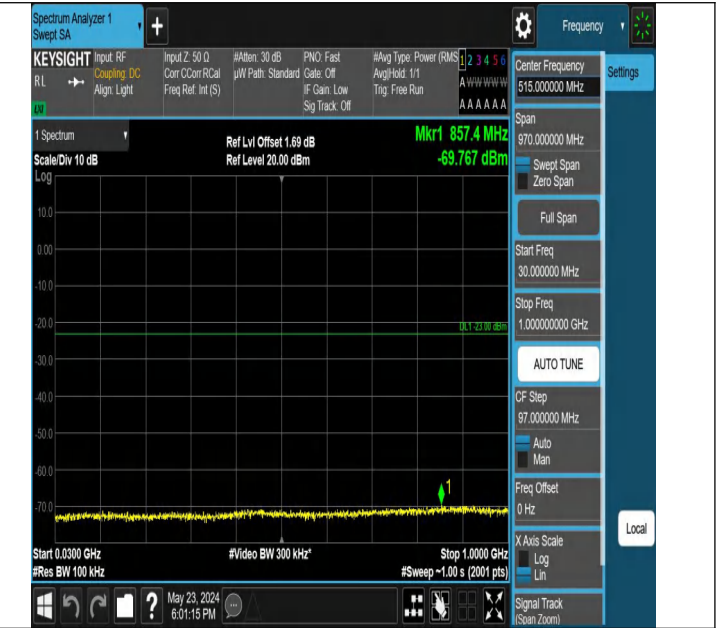 Spectrum Analyzer 1
Swept SA
Frequency
KEYSIGHT
RL
LXI
Input: RF
Coupling: DC
Align: Light
Input Z: 50 Ω
Corr CCorr RCal
Freq Ref: Int (S)
#Atten: 30 dB
µW Path: Standard
PNO: Fast
Gate: Off
IF Gain: Low
Sig Track: Off
#Avg Type: Power (RMS
Avg|Hold: 1/1
Trig: Free Run
1 2 3 4 5 6
A W W W W W
A A A A A A
1 Spectrum
Scale/Div 10 dB
Log
Ref Lvl Offset 1.69 dB
Ref Level 20.00 dBm
Mkr1 857.4 MHz
-69.767 dBm
10.0
0.00
-10.0
-20.0
DL1 -23.00 dBm
-30.0
-40.0
-50.0
-60.0
1
-70.0
Start 0.0300 GHz
#Res BW 100 kHz
#Video BW 300 kHz*
Stop 1.0000 GHz
#Sweep ~1.00 s (2001 pts)
May 23, 2024
6:01:15 PM
?
Center Frequency
515.000000 MHz
Settings
Span
970.000000 MHz
Swept Span
Zero Span
Full Span
Start Freq
30.000000 MHz
Stop Freq
1.000000000 GHz
AUTO TUNE
CF Step
97.000000 MHz
Auto
Man
Freq Offset
0 Hz
X Axis Scale
Log
Lin
Local
Signal Track
(Span Zoom)